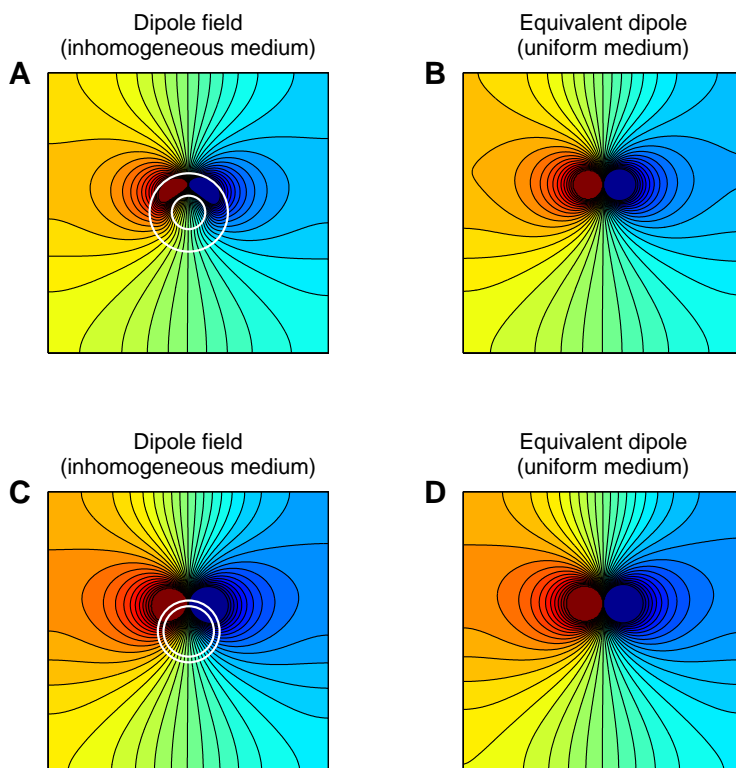 Dipole field
(inhomogeneous medium)
A
Equivalent dipole
(uniform medium)
B
Dipole field
(inhomogeneous medium)
C
Equivalent dipole
(uniform medium)
D